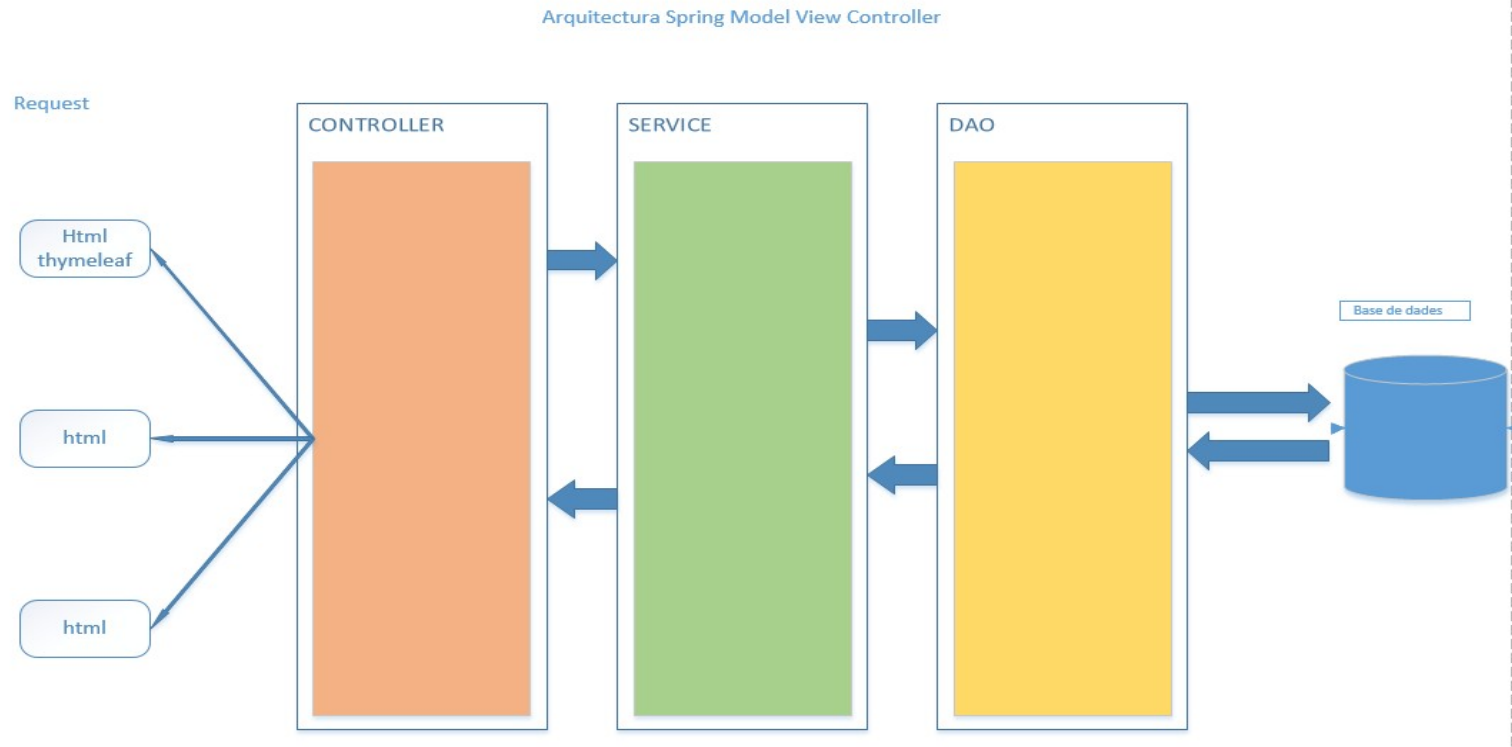 Arquitectura Spring Model View Controller
Request
CONTROLLER
SERVICE
DAO
Html
thymeleaf
html
html
Base de dades